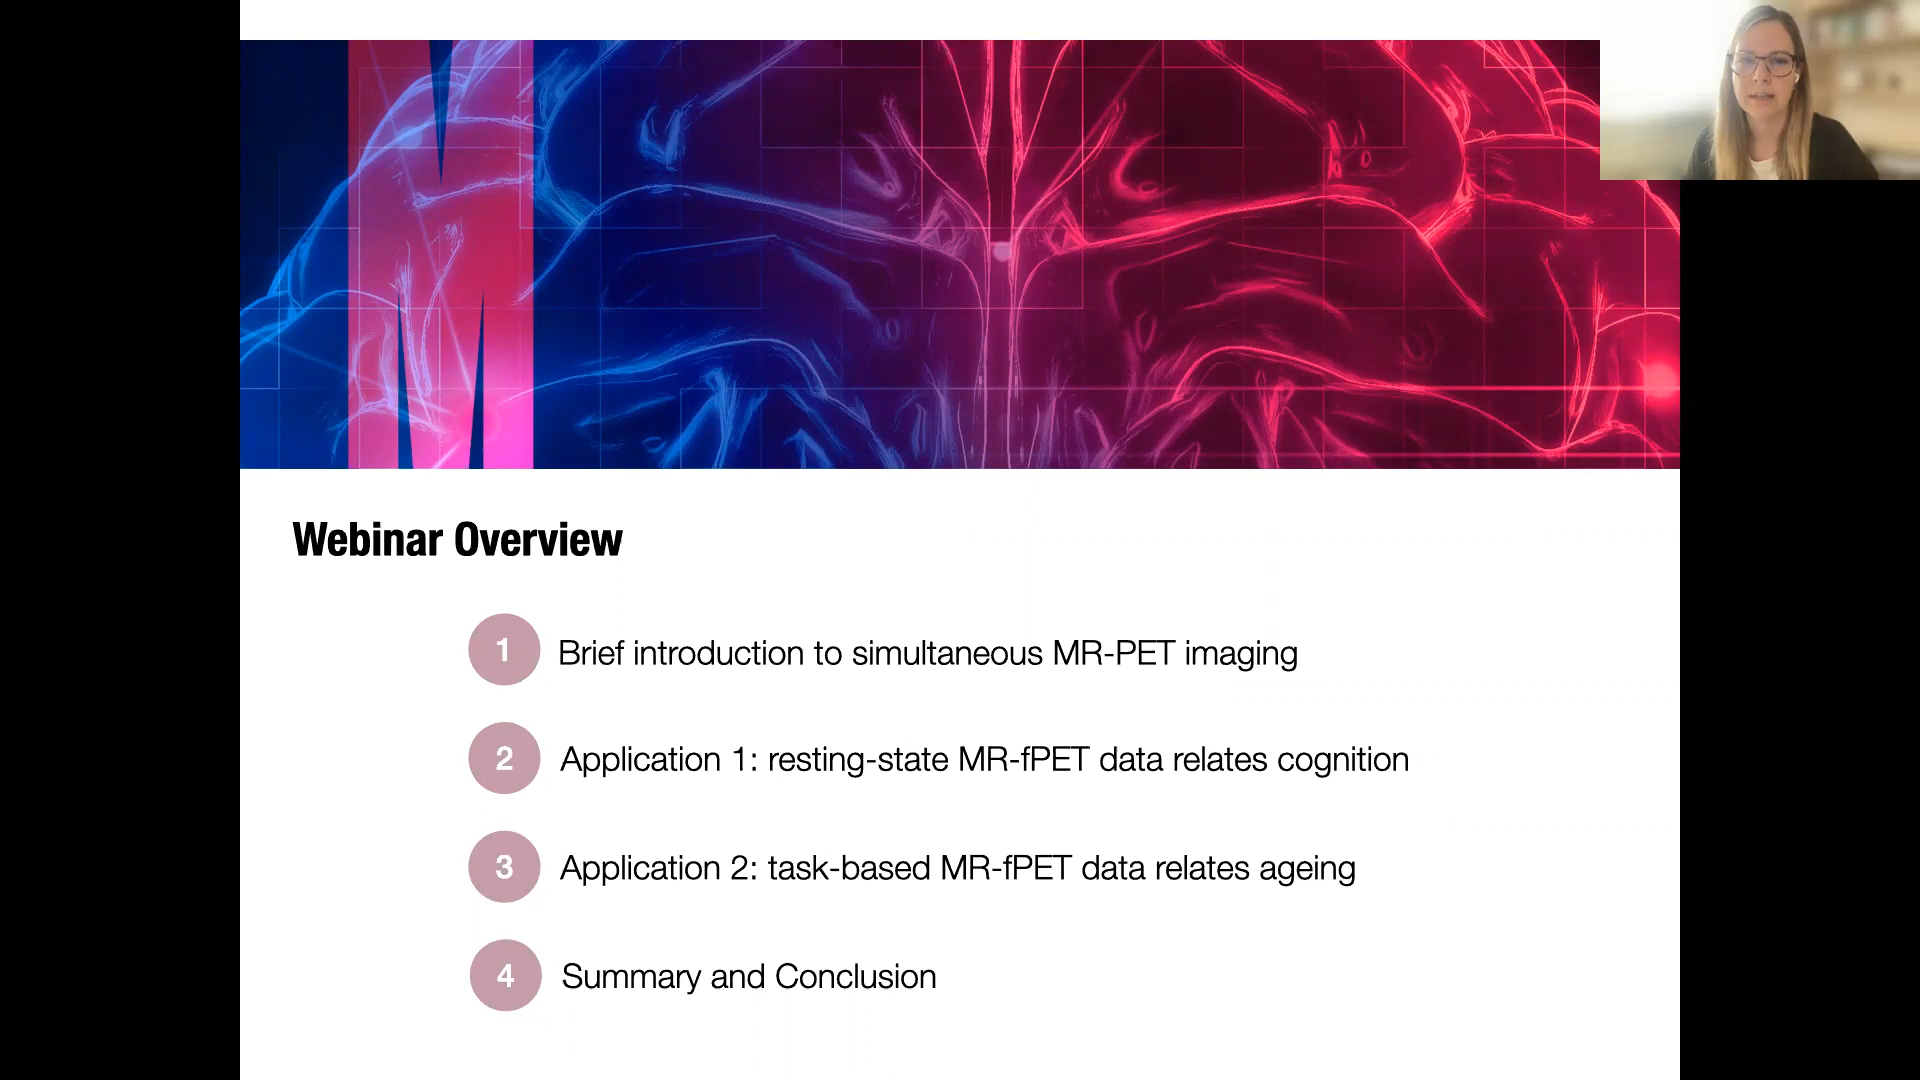 Webinar Overview
1 Brief introduction to simultaneous MR-PET imaging
2 Application 1: resting-state MR-fPET data relates cognition
3 Application 2: task-based MR-fPET data relates ageing
4 Summary and Conclusion